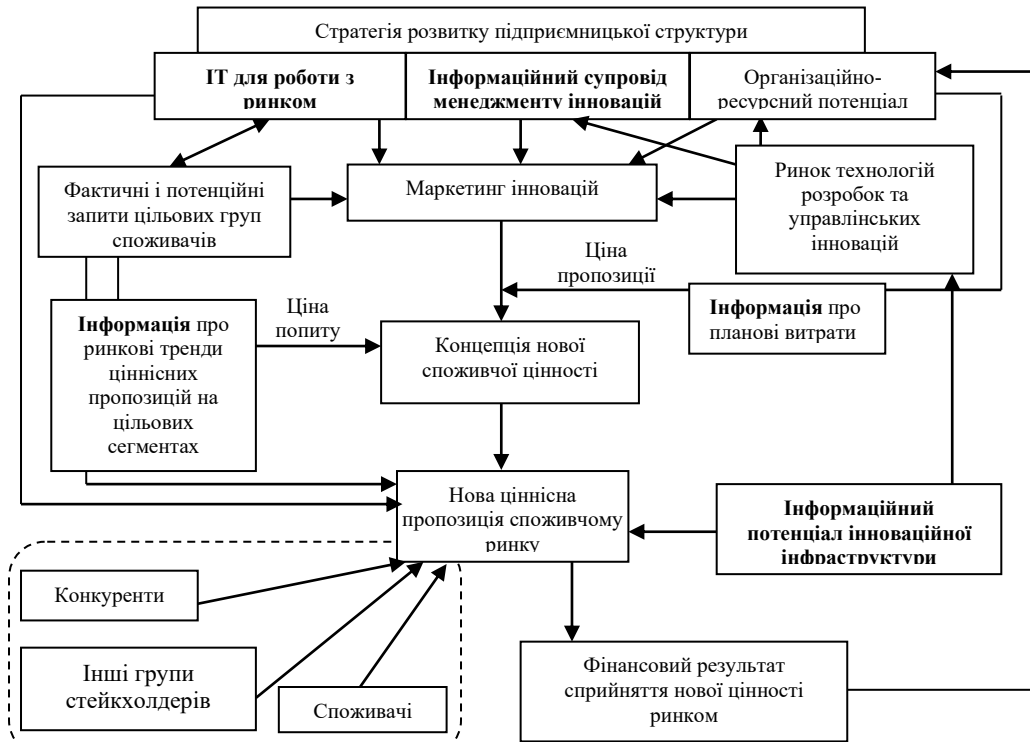 Стратегія розвитку підприємницької структури
ІТ для роботи з
ринком
Інформаційний супровід
менеджменту інновацій
Організаційно-
ресурсний потенціал
Фактичні і потенційні
запити цільових груп
споживачів
Маркетинг інновацій
Ринок технологій
розробок та
управлінських
інновацій
Ціна
пропозиції
Інформація про
ринкові тренди
ціннісних
пропозицій на
цільових
сегментах
Ціна
попиту
Концепція нової
споживчої цінності
Інформація про
планові витрати
Нова ціннісна
пропозиція споживчому
ринку
Інформаційний
потенціал інноваційної
інфраструктури
Конкуренти
Інші групи
стейкхолдерів
Споживачі
Фінансовий результат
сприйняття нової цінності
ринком